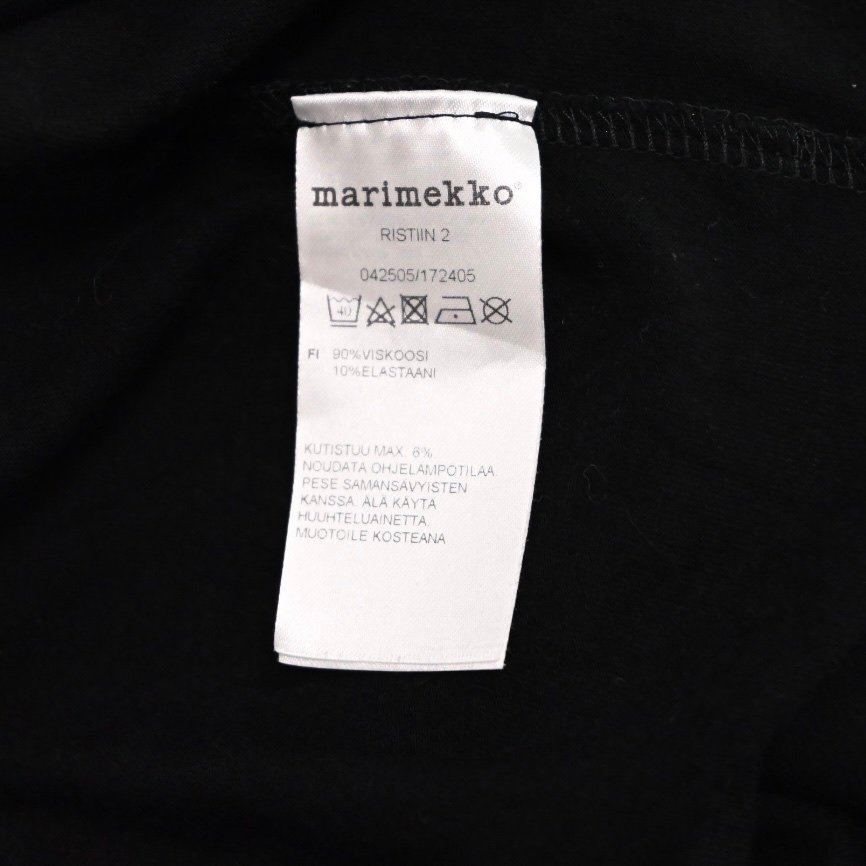 marimekko®
RISTIIN 2
042505/172405
40
FI 90%VISKOOSI
10%ELASTAANI
KUTISTUU MAX. 6%.
NOUDATA OHJELÄMPÖTILAA.
PESE SAMANSÄVYISTEN
KANSSA. ÄLÄ KÄYTÄ
HUUHTELUAINETTA.
MUOTOILE KOSTEANA